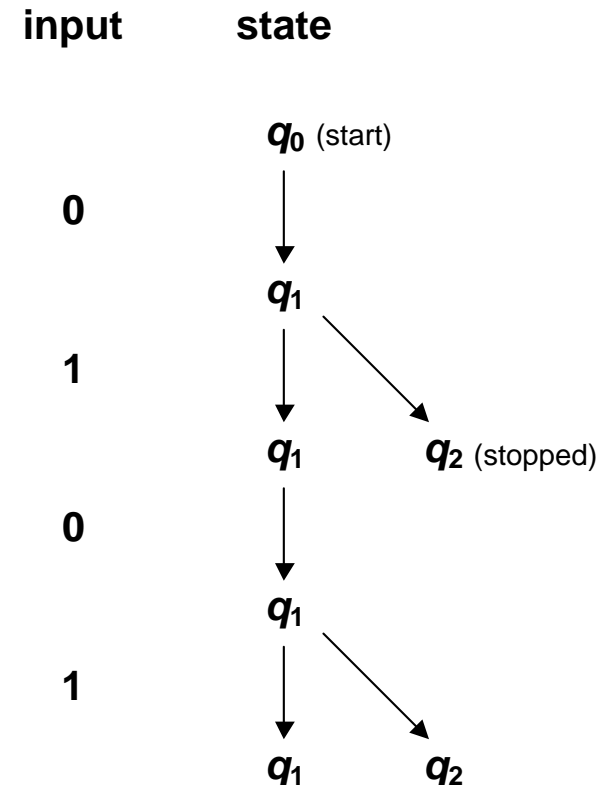 input state
q0 (start)
0
q1
1
q1 q2 (stopped)
0
q1
1
q1 q2